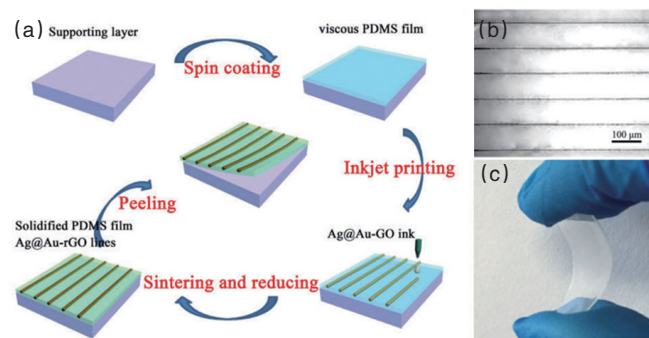 (a)
Supporting layer
Spin coating
viscous PDMS film
Inkjet printing
Ag@Au-GO ink
Sintering and reducing
Solidified PDMS film
Ag@Au-rGO lines
Peeling
(b)
100 μm
(c)